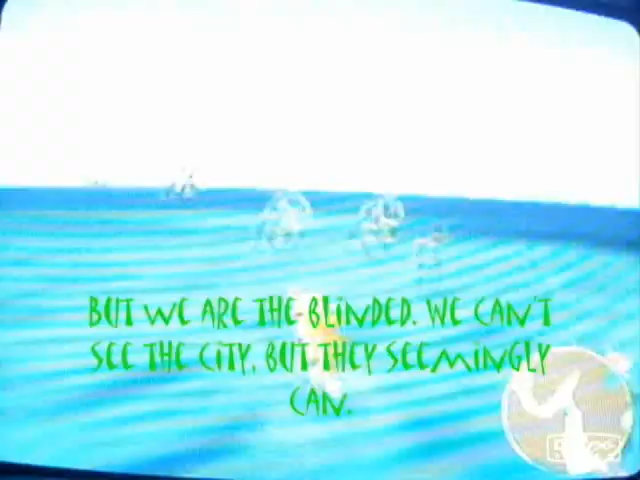 BUT WE ARE THE BLINDED. WE CAN'T
SEE THE CITY, BUT THEY SEEMINGLY
CAN.